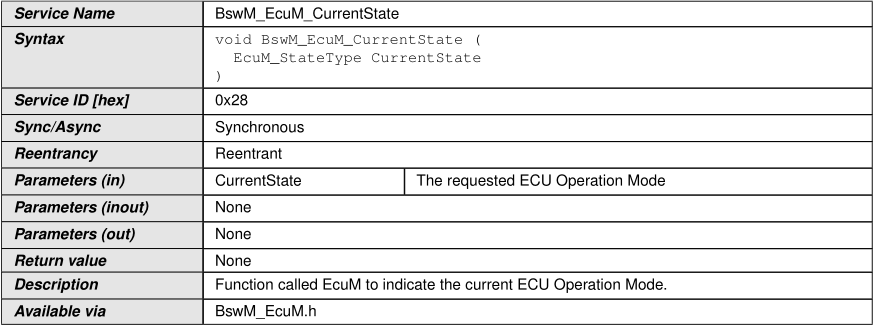 Service Name BswM_EcuM_CurrentState
Syntax void BswM_EcuM_CurrentState (
EcuM_StateType CurrentState
)
Service ID [hex] 0x28
Sync/Async Synchronous
Reentrancy Reentrant
Parameters (in) CurrentState The requested ECU Operation Mode
Parameters (inout) None
Parameters (out) None
Return value None
Description Function called EcuM to indicate the current ECU Operation Mode.
Available via BswM_EcuM.h